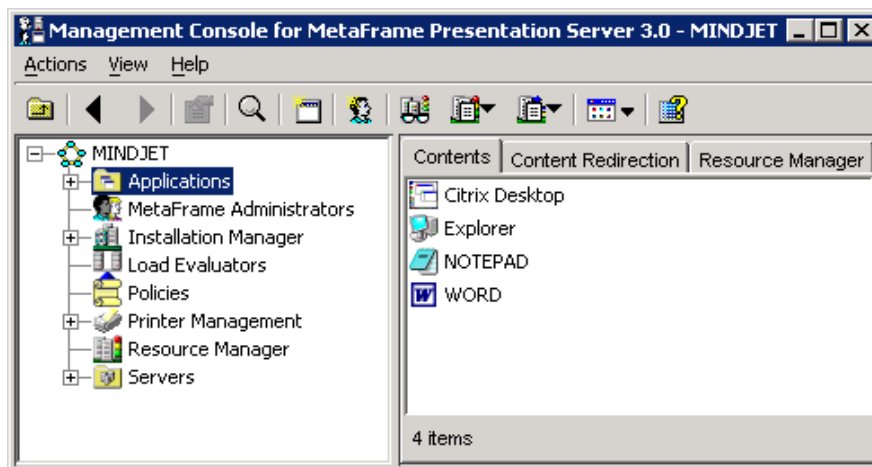 Management Console for MetaFrame Presentation Server 3.0 - MINDJET
Actions View Help
MINDJET
Applications
MetaFrame Administrators
Installation Manager
Load Evaluators
Policies
Printer Management
Resource Manager
Servers
Contents Content Redirection Resource Manager
Citrix Desktop
Explorer
NOTEPAD
WORD
4 items